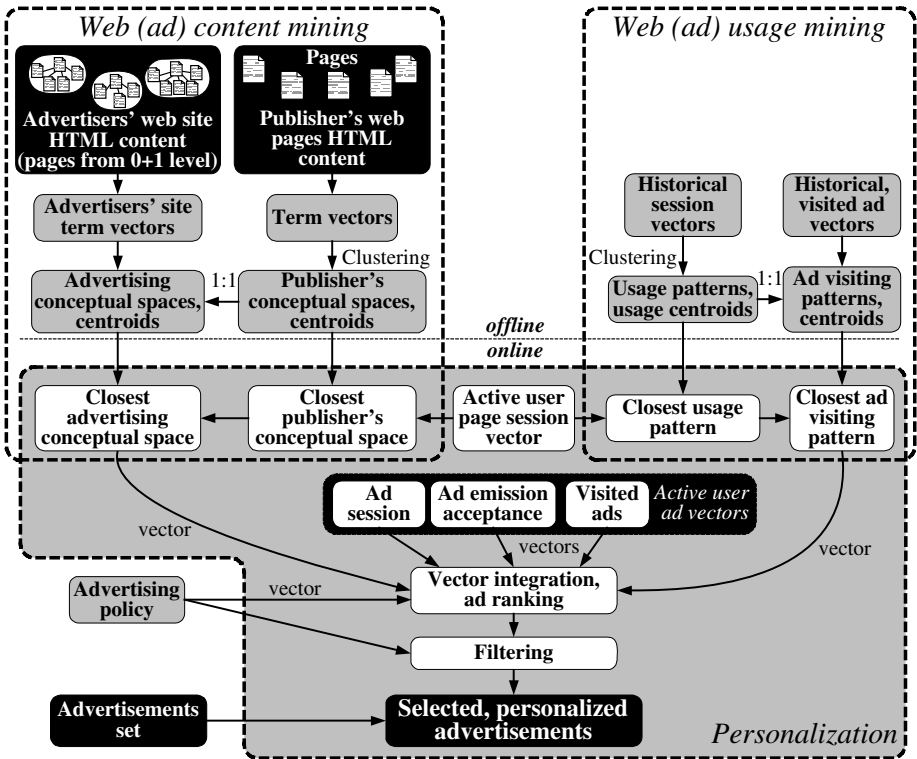 Web (ad) content mining
Web (ad) usage mining
Pages
Advertisers' web site
HTML content
(pages from 0+1 level)
Publisher's web
pages HTML
content
Historical
session
vectors
Historical,
visited ad
vectors
Advertisers' site
term vectors
Term vectors
Clustering
Clustering
Advertising
conceptual spaces,
centroids
1:1
Publisher's
conceptual spaces,
centroids
Usage patterns,
usage centroids
1:1
Ad visiting
patterns,
centroids
offline
online
Closest
advertising
conceptual space
Closest
publisher's
conceptual space
Active user
page session
vector
Closest usage
pattern
Closest ad
visiting
pattern
Ad
session
Ad emission
acceptance
Visited
ads
Active user
ad vectors
vector
vectors
vector
Advertising
policy
vector
Vector integration,
ad ranking
Filtering
Advertisements
set
Selected, personalized
advertisements
Personalization